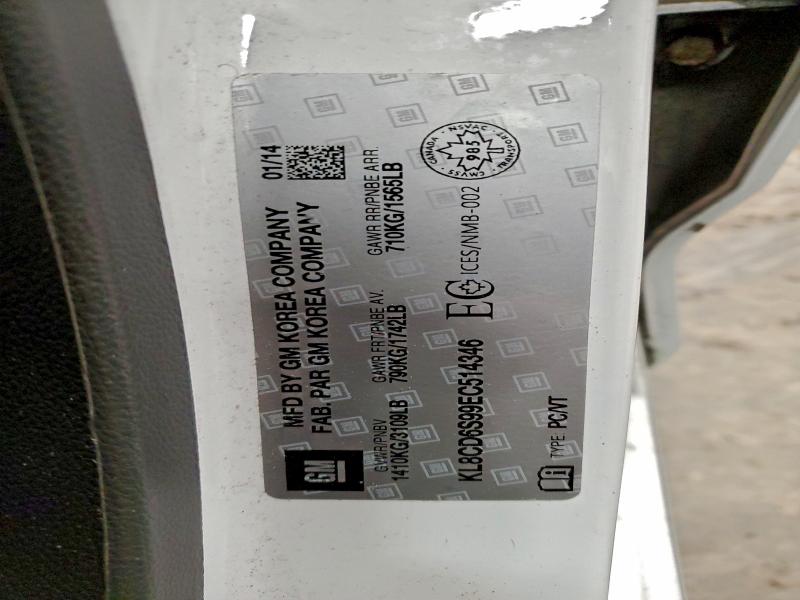 MFD BY GM KOREA COMPANY 01/14
FAB. PAR GM KOREA COMPANY
GM
GVWR/PNBV GAWR FRT/PNBE AV. GAWR RR/PNBE ARR.
1410KG/3109LB 790KG/1742LB 710KG/1565LB
KL8CD6S99EC514346 ICES/NMB-002
CANADA
985
TRANSPORT
TYPE: PC/VT